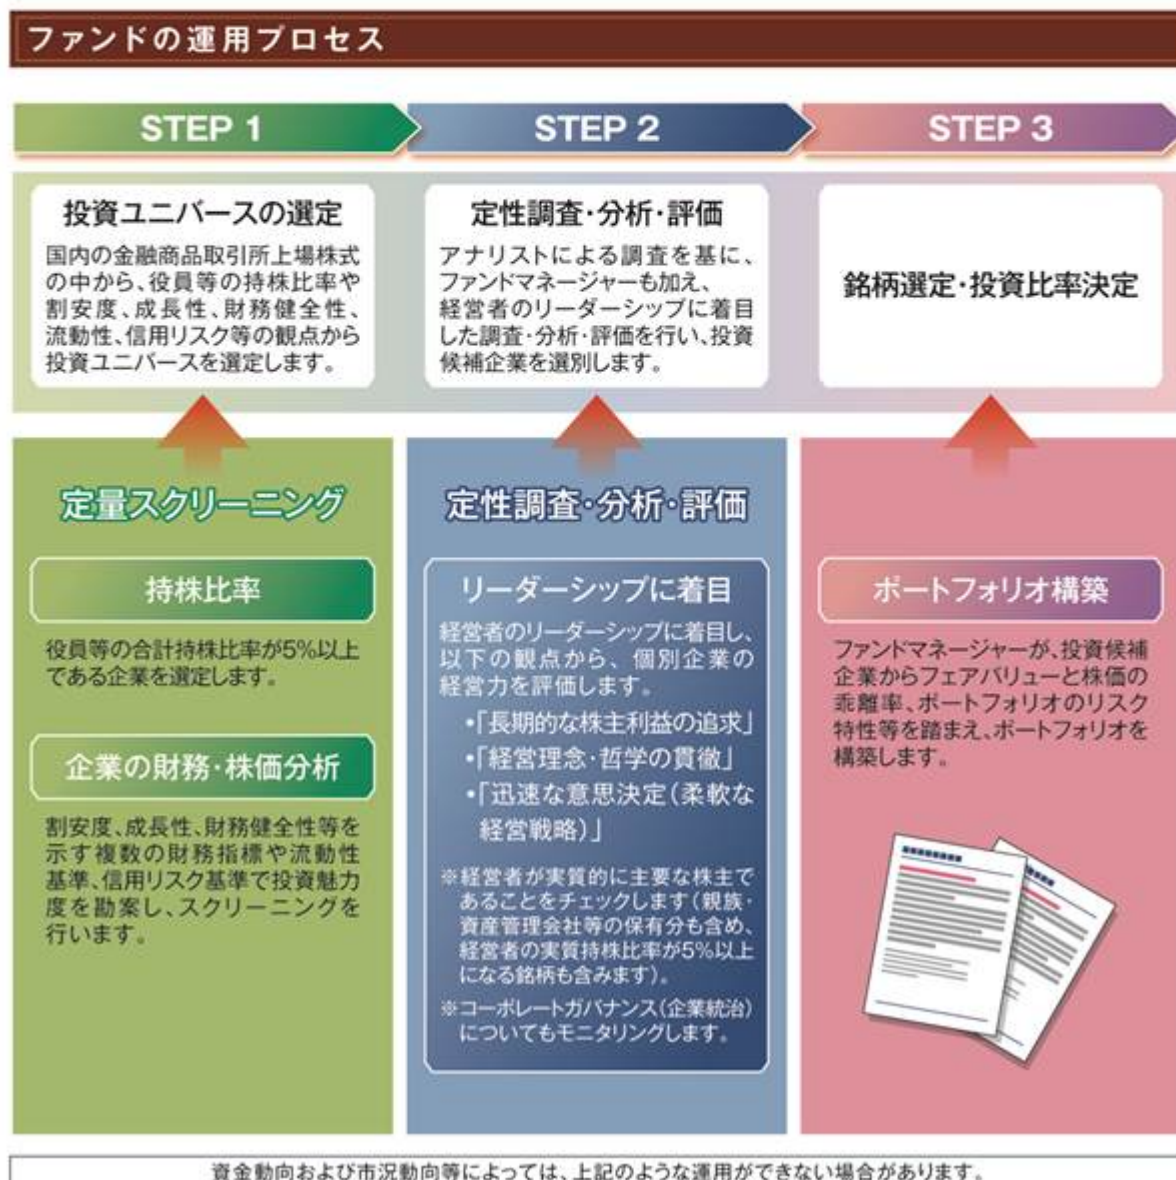 ファンドの運用プロセス
STEP 1
STEP 2
STEP 3
投資ユニバースの選定
国内の金融商品取引所上場株式
の中から、役員等の持株比率や
割安度、成長性、財務健全性、
流動性、信用リスク等の観点から
投資ユニバースを選定します。
定性調査・分析・評価
アナリストによる調査を基に、
ファンドマネージャーも加え、
経営者のリーダーシップに着目
した調査・分析・評価を行い、投資
候補企業を選別します。
銘柄選定・投資比率決定
定量スクリーニング
持株比率
役員等の合計持株比率が5%以上
である企業を選定します。
企業の財務・株価分析
割安度、成長性、財務健全性等を
示す複数の財務指標や流動性
基準、信用リスク基準で投資魅力
度を勘案し、スクリーニングを
行います。
定性調査・分析・評価
リーダーシップに着目
経営者のリーダーシップに着目し、
以下の観点から、個別企業の
経営力を評価します。
•「長期的な株主利益の追求」
•「経営理念・哲学の貫徹」
•「迅速な意思決定(柔軟な
経営戦略)」
※経営者が実質的に主要な株主で
あることをチェックします(親族・
資産管理会社等の保有分も含め、
経営者の実質持株比率が5%以上
になる銘柄も含みます)。
※コーポレートガバナンス(企業統治)
についてもモニタリングします。
ポートフォリオ構築
ファンドマネージャーが、投資候補
企業からフェアバリューと株価の
乖離率、ポートフォリオのリスク
特性等を踏まえ、ポートフォリオを
構築します。
資金動向および市況動向等によっては、上記のような運用ができない場合があります。